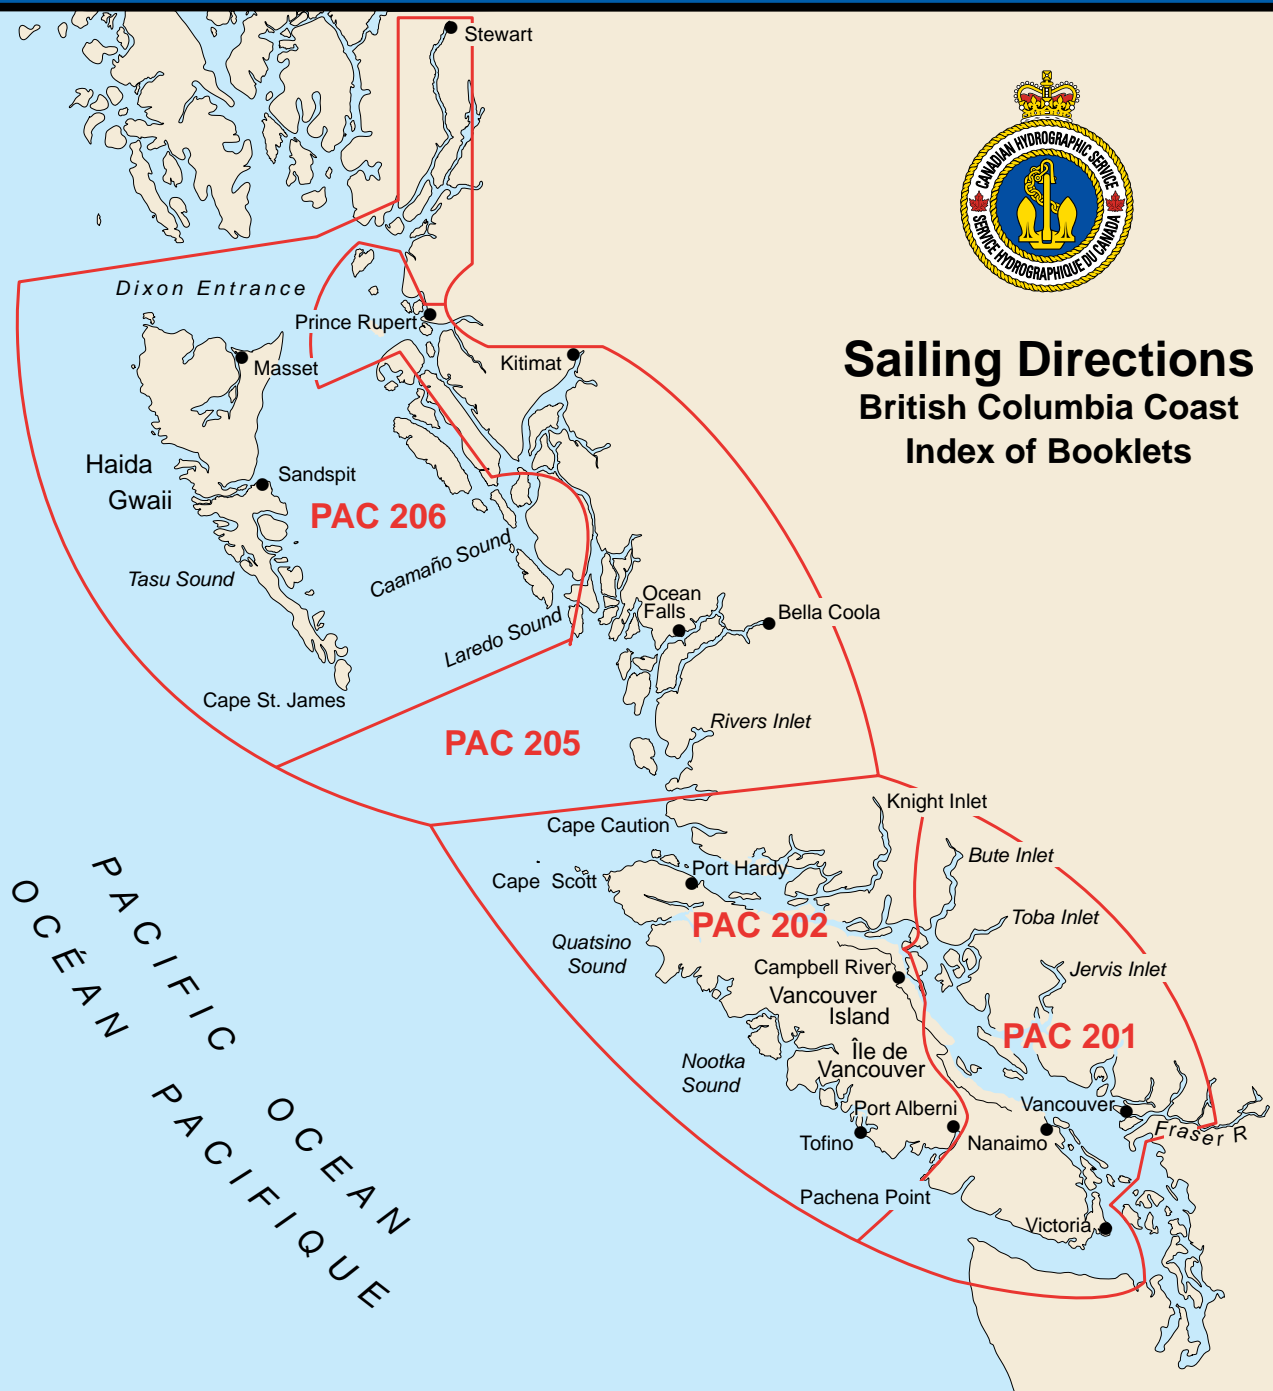 Stewart
CANADIAN HYDROGRAPHIC SERVICE
SERVICE HYDROGRAPHIQUE DU CANADA
Sailing Directions
British Columbia Coast
Index of Booklets
Dixon Entrance
Prince Rupert
Masset
Kitimat
Haida
Gwaii
Sandspit
PAC 206
Tasu Sound
Caamaño Sound
Laredo Sound
Ocean
Falls
Bella Coola
Cape St. James
Rivers Inlet
PAC 205
Knight Inlet
Cape Caution
Bute Inlet
Port Hardy
Cape Scott
Toba Inlet
PAC 202
Quatsino
Sound
Campbell River
Jervis Inlet
Vancouver
Island
PAC 201
Île de
Vancouver
Nootka
Sound
Port Alberni
Vancouver
Tofino
Nanaimo
Fraser R
Pachena Point
Victoria
PACIFIC OCEAN
OCÉAN PACIFIQUE